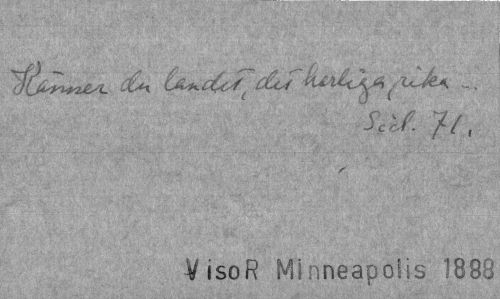 Känner du landet, det herliga, rika ...
Sid. 71.
VisoR Minneapolis 1888